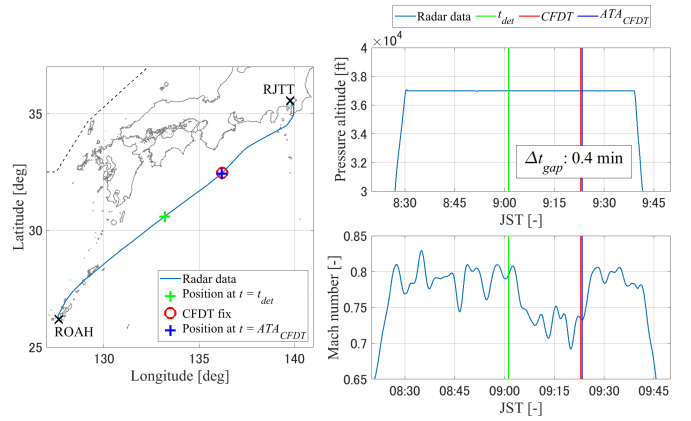 35
30
25
130
135
140
Latitude [deg]
Longitude [deg]
RJTT
ROAH
Radar data
Position at t = t_det
CFDT fix
Position at t = ATA_CFDT
Radar data t_det CFDT ATA_CFDT
×10^4
4
3.8
3.6
3.4
3.2
3
Pressure altitude [ft]
Δt_gap: 0.4 min
8:30 8:45 9:00 9:15 9:30 9:45
JST [-]
0.85
0.8
0.75
0.7
0.65
Mach number [-]
08:30 08:45 09:00 09:15 09:30 09:45
JST [-]